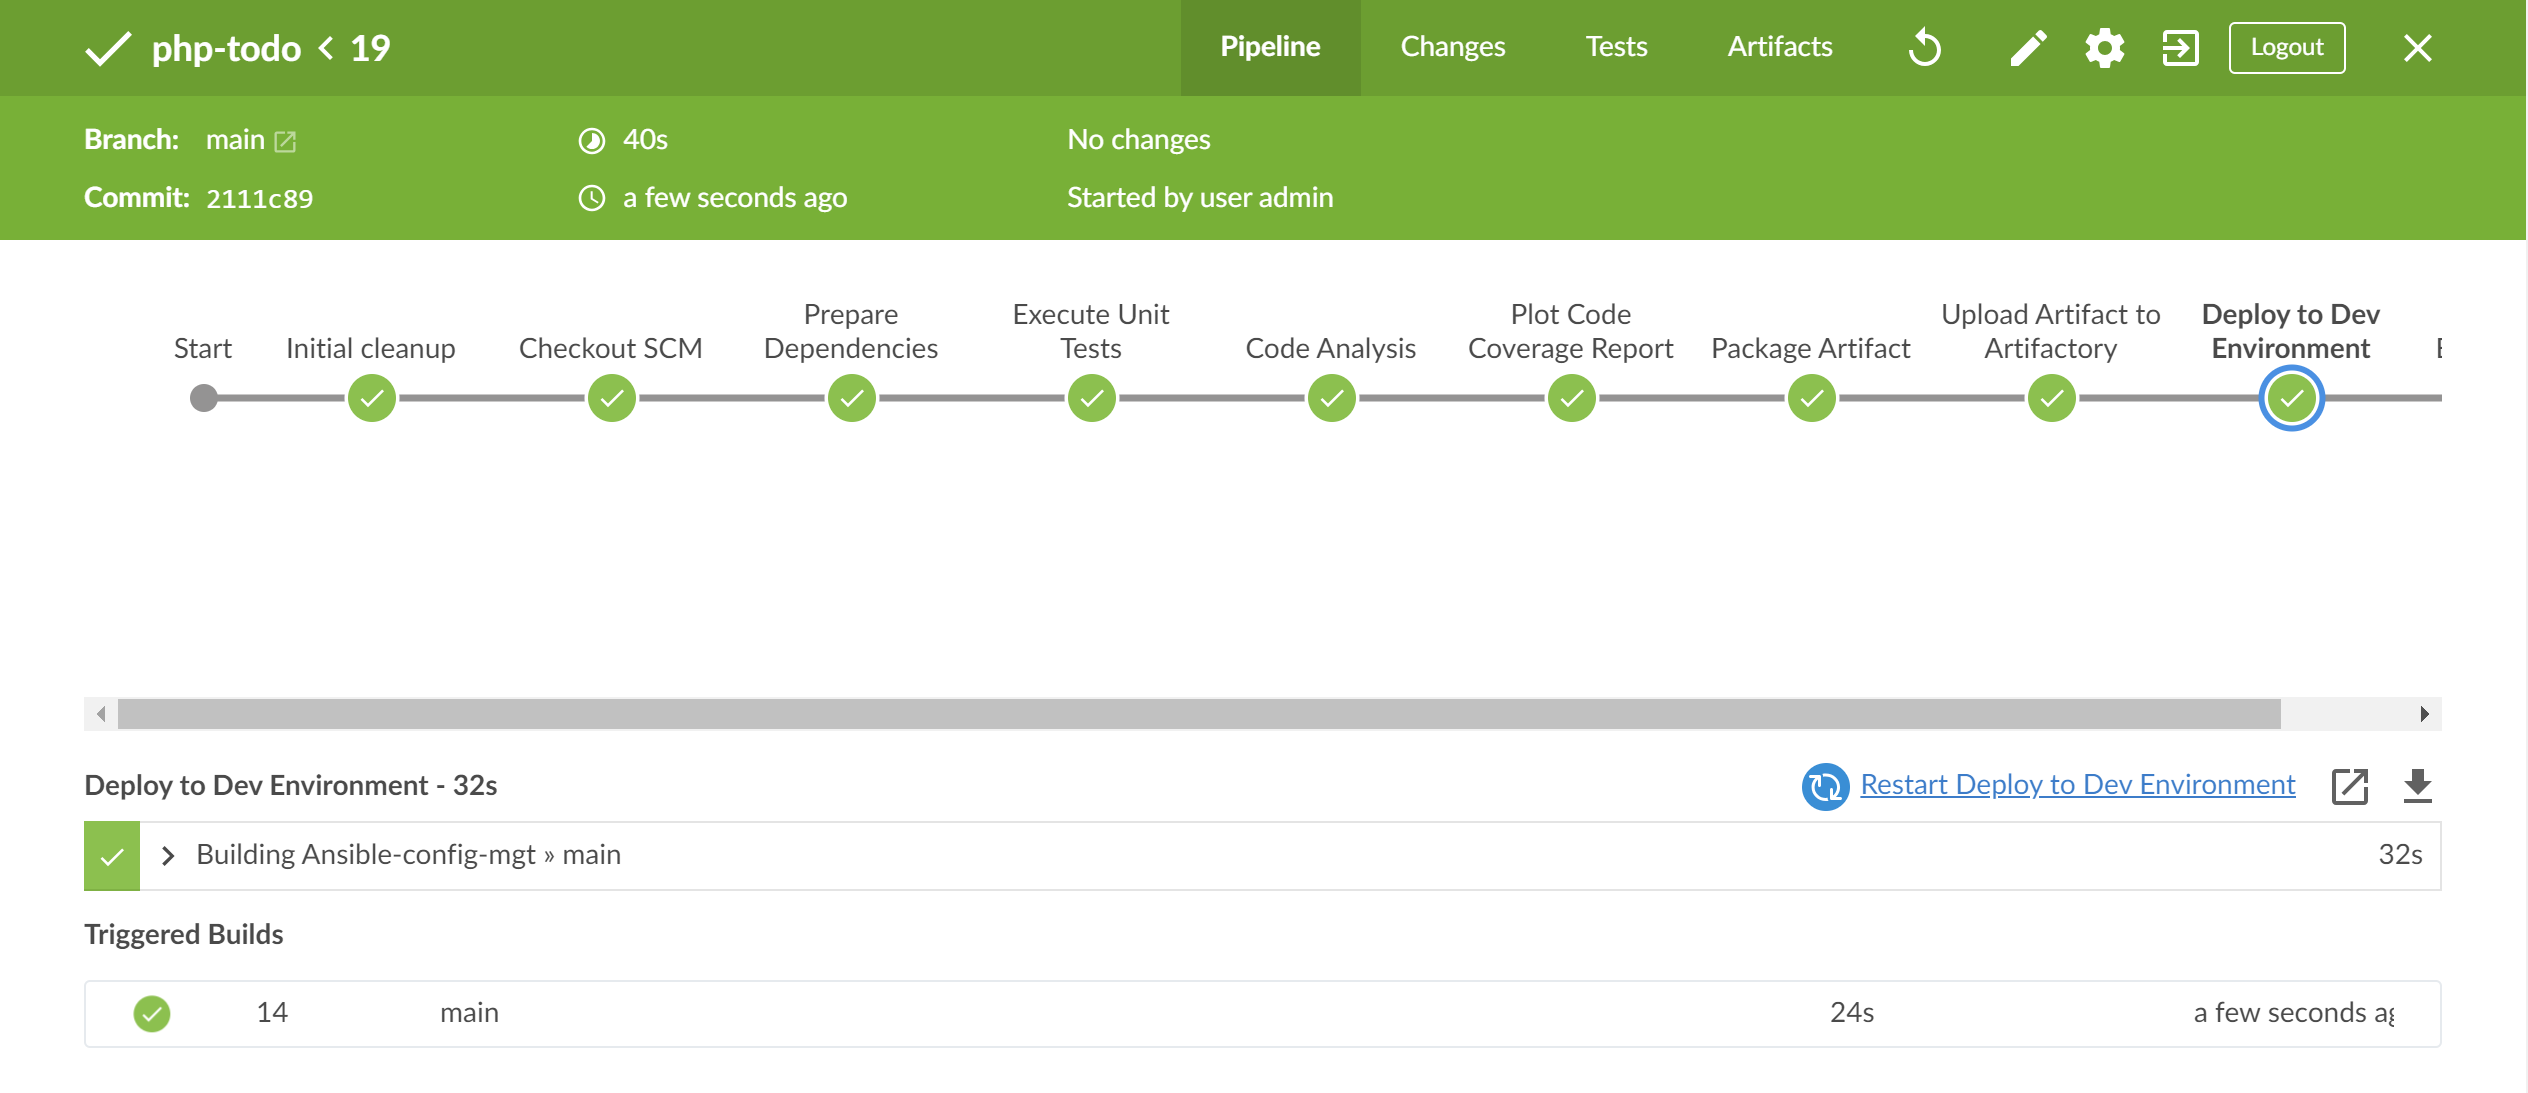 php-todo < 19
Pipeline
Changes
Tests
Artifacts
Logout
Branch: main
40s
No changes
Commit: 2111c89
a few seconds ago
Started by user admin
Start
Initial cleanup
Checkout SCM
Prepare
Dependencies
Execute Unit
Tests
Code Analysis
Plot Code
Coverage Report
Package Artifact
Upload Artifact to
Artifactory
Deploy to Dev
Environment
Deploy to Dev Environment - 32s
Restart Deploy to Dev Environment
Building Ansible-config-mgt » main
32s
Triggered Builds
14
main
24s
a few seconds